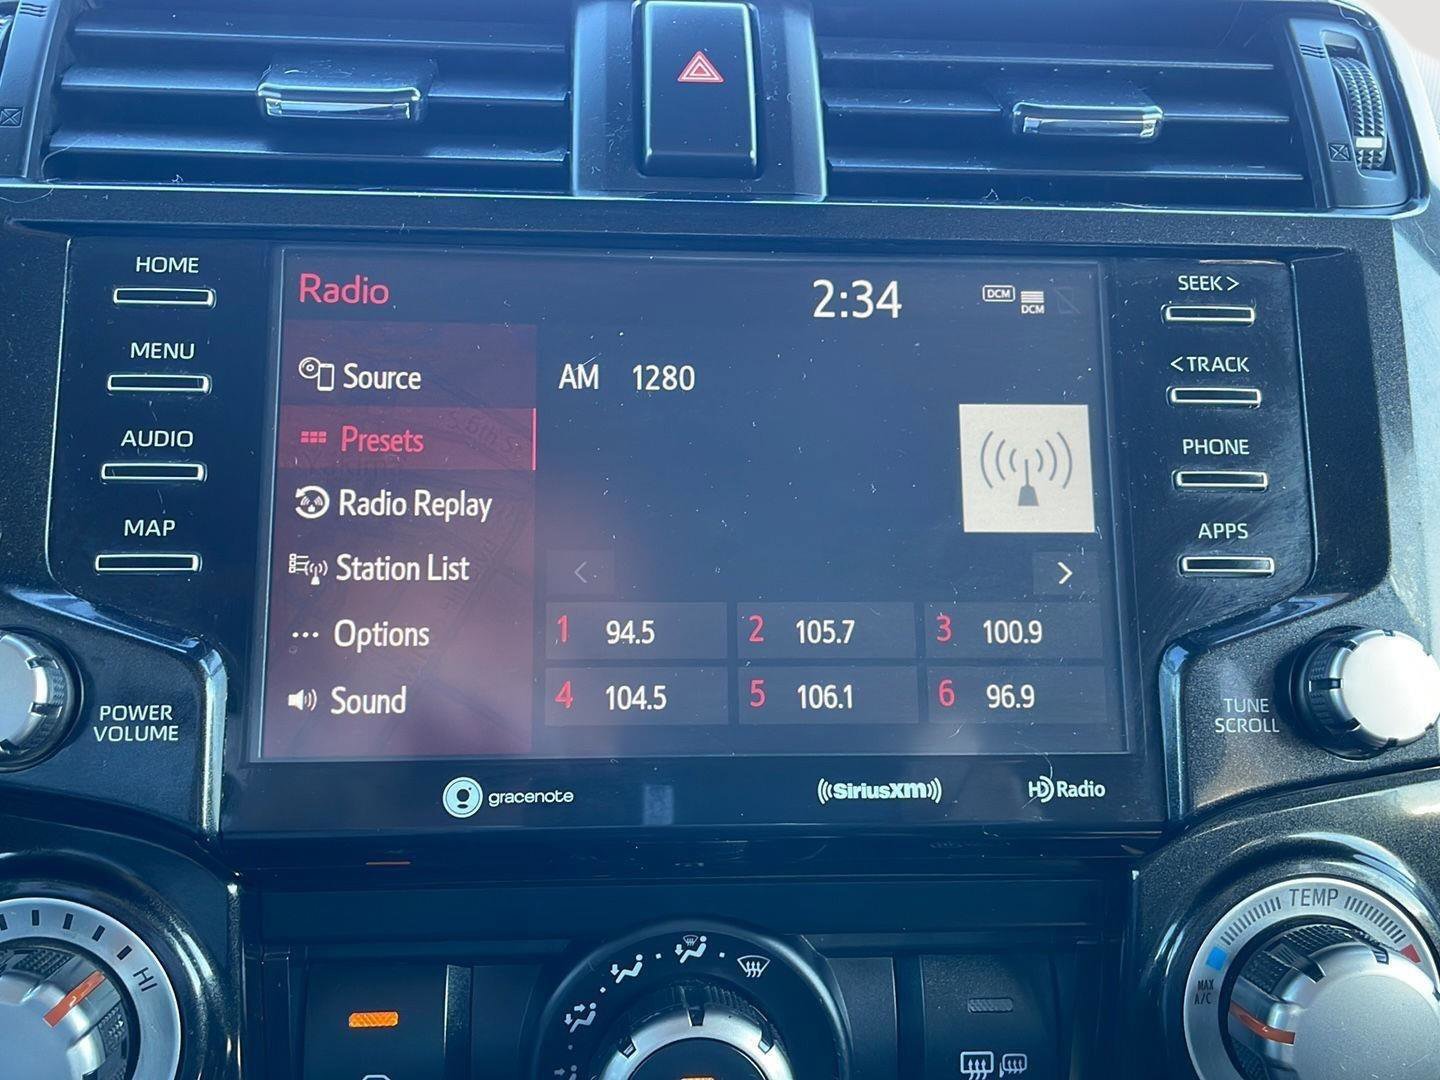 HOME
MENU
AUDIO
MAP
POWER
VOLUME
Radio
2:34
DCM
DCM
Source
Presets
Radio Replay
Station List
Options
Sound
AM 1280
1 94.5
2 105.7
3 100.9
4 104.5
5 106.1
6 96.9
gracenote
SiriusXM
HD Radio
SEEK >
< TRACK
PHONE
APPS
TUNE
SCROLL
HI
TEMP
MAX
A/C